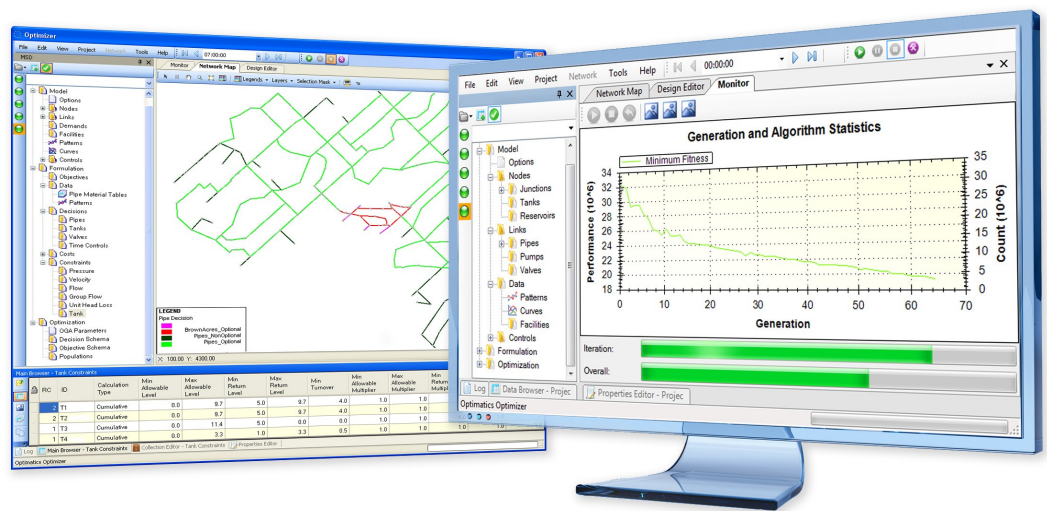 Optimizer
File Edit View Project Network Tools Help 07:00:00
MSO
Monitor Network Map Design Editor
Legends Layers Selection Mask
Model
Options
Nodes
Links
Demands
Facilities
Patterns
Curves
Controls
Formulation
Objectives
Data
Pipe Material Tables
Patterns
Decisions
Pipes
Tanks
Valves
Time Controls
Costs
Constraints
Pressure
Velocity
Flow
Group Flow
Unit Head Loss
Tank
Optimization
OGA Parameters
Decision Schema
Objective Schema
Populations
LEGEND
Pipe Decision
BrownAcres_Optional
Pipes_NonOptional
Pipes_Optional
X: 100.00 Y: 4300.00
Main Browser - Tank Constraints
RC ID Calculation Type Min Allowable Level Max Allowable Level Min Return Level Max Return Level Min Turnover Min Allowable Multiplier Max Allowable Multiplier Min Return Multiplier
2 T1 Cumulative 0.0 9.7 5.0 9.7 4.0 1.0 1.0
2 T2 Cumulative 0.0 9.7 5.0 9.7 4.0 1.0 1.0
1 T3 Cumulative 0.0 11.4 5.0 0.0 0.0 1.0 1.0
1 T4 Cumulative 0.0 3.3 1.0 3.3 0.5 1.0 1.0 1.0 1.0
Log Main Browser - Tank Constraints Collection Editor - Tank Constraints Properties Editor
Optimatics Optimizer
File Edit View Project Network Tools Help 00:00:00
Network Map Design Editor Monitor
Model
Options
Nodes
Junctions
Tanks
Reservoirs
Links
Pipes
Pumps
Valves
Data
Patterns
Curves
Facilities
Controls
Formulation
Optimization
Generation and Algorithm Statistics
Minimum Fitness
Performance (10^6)
34
32
30
28
26
24
22
20
18
35
30
25
20
15
10
5
0
Count (10^6)
0 10 20 30 40 50 60 70
Generation
Iteration:
Overall:
Log Data Browser - Projec Properties Editor - Projec
Optimatics Optimizer